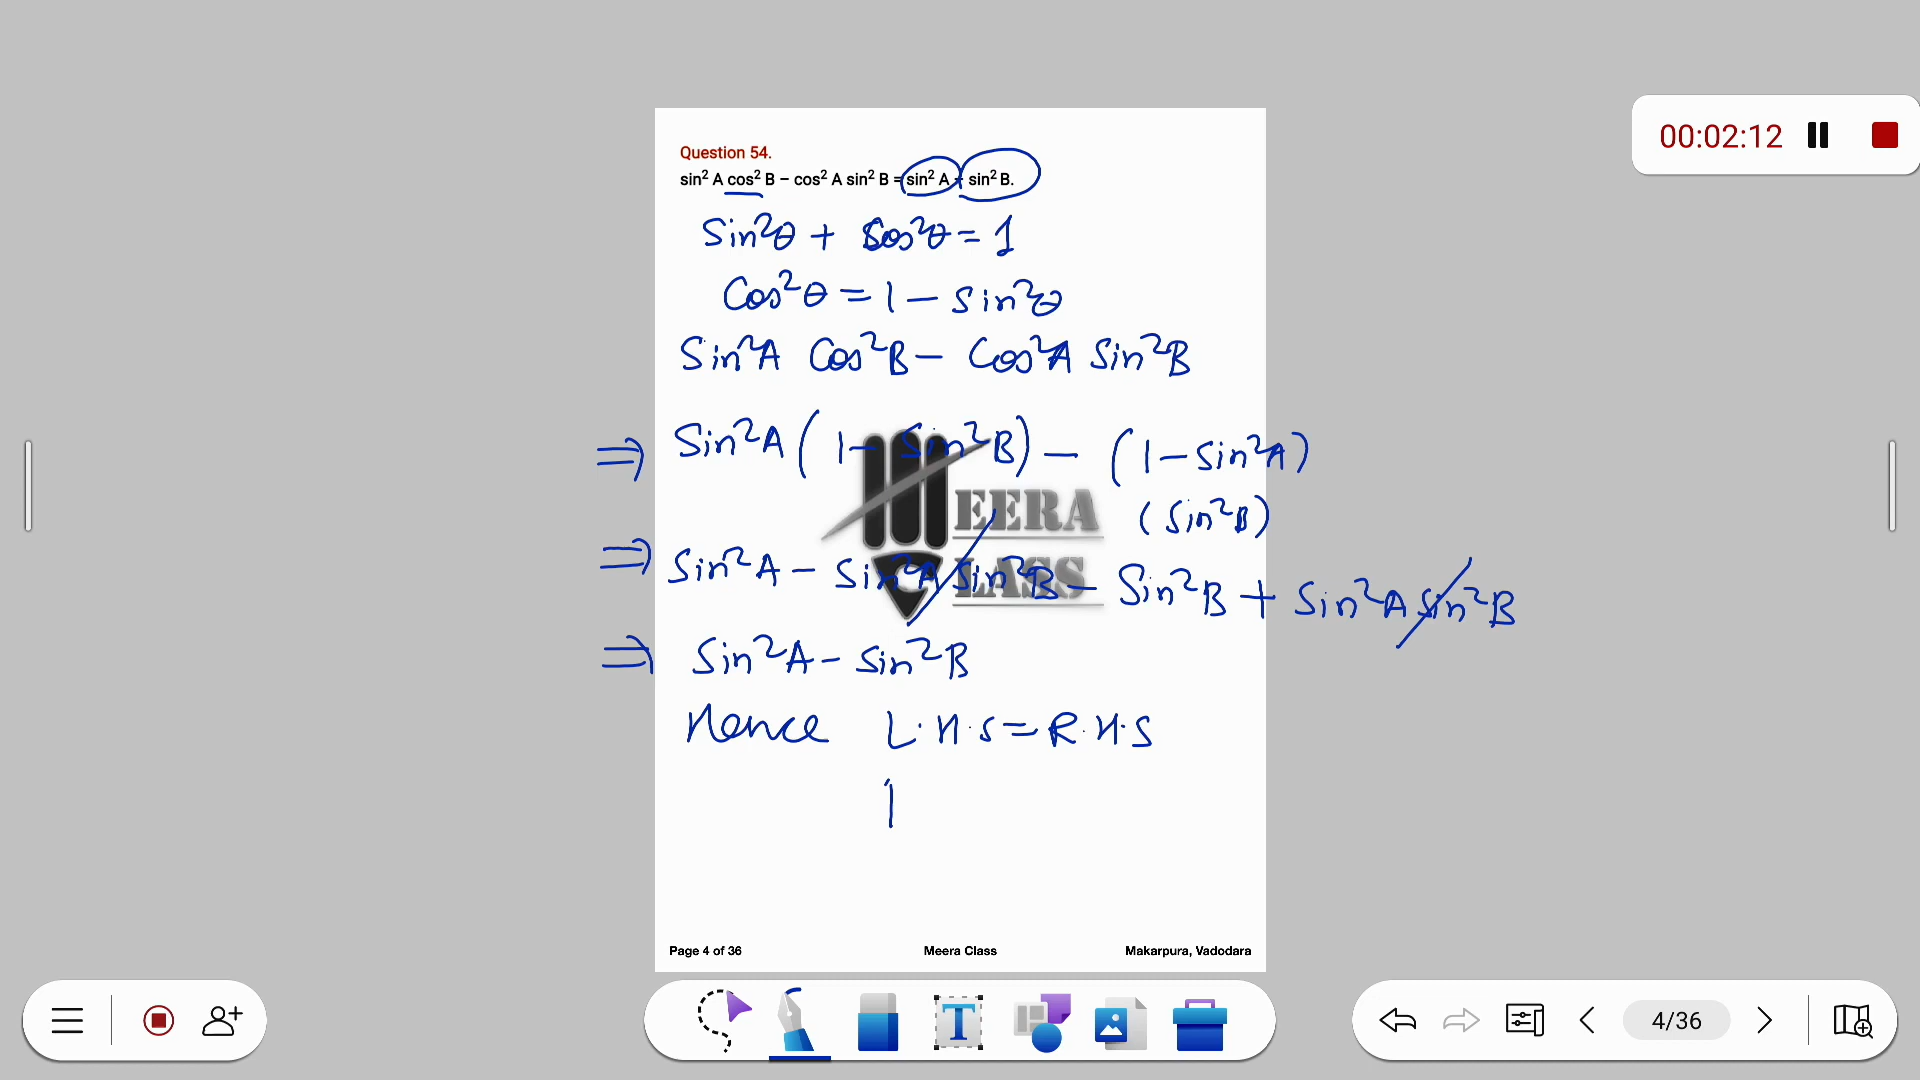 00:02:12
Question 54.
sin² A cos² B − cos² A sin² B = sin² A − sin² B.
Sin²θ + Cos²θ = 1
Cos²θ = 1 − Sin²θ
Sin²A Cos²B − Cos²A Sin²B
⇒ Sin²A (1 − Sin²B) − (1 − Sin²A)
(Sin²B)
⇒ Sin²A − Sin²A Sin²B − Sin²B + Sin²A Sin²B
⇒ Sin²A − Sin²B
Hence L.H.S = R.H.S
EERA
C LASS
Page 4 of 36 Meera Class Makarpura, Vadodara
T
4/36